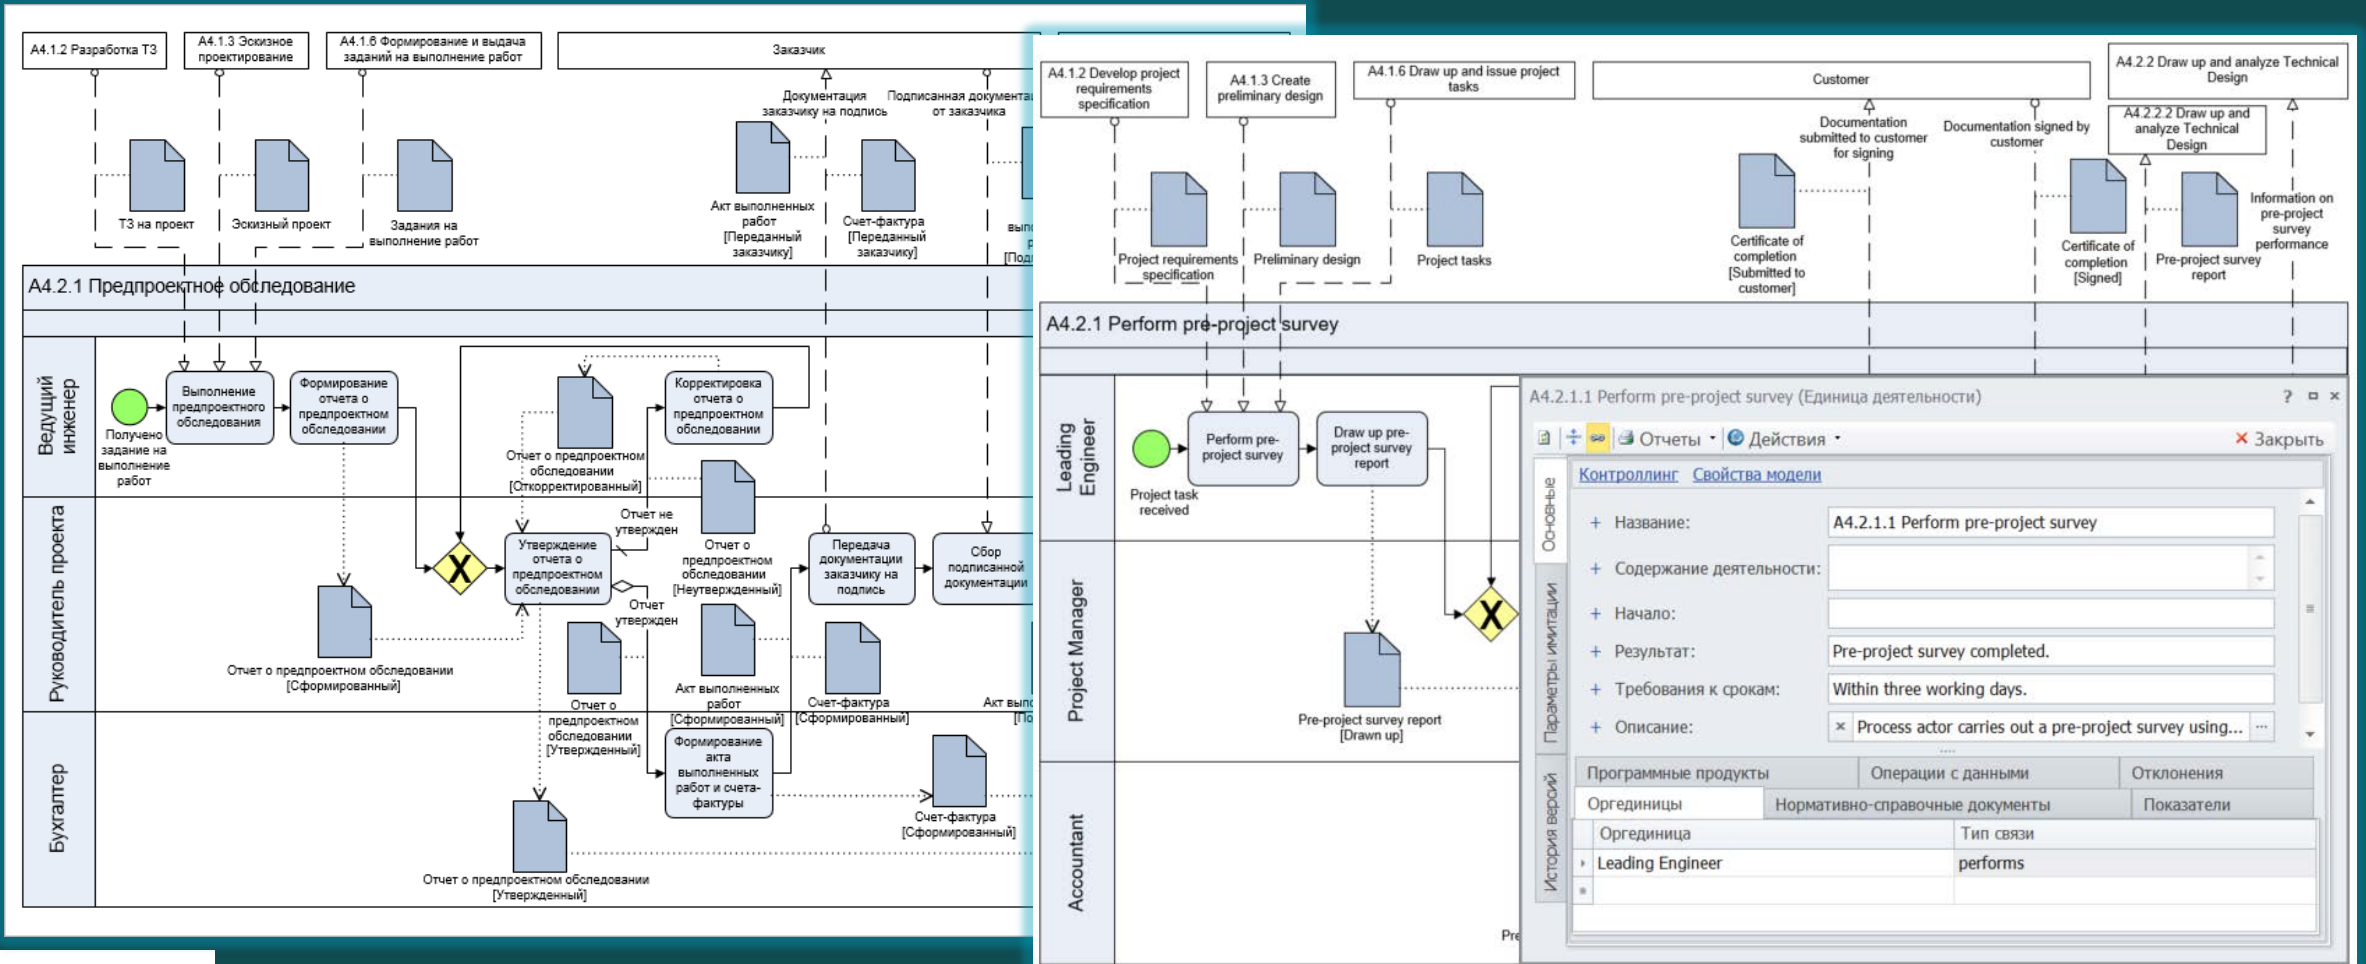 А4.1.2 Разработка ТЗ
А4.1.3 Эскизное
проектирование
А4.1.6 Формирование и выдача
заданий на выполнение работ
Заказчик
Документация
заказчику на подпись
Подписанная
от заказчика
ТЗ на проект
Эскизный проект
Задания на
выполнение работ
Акт выполненных
работ
[Переданный
заказчику]
Счет-фактура
[Переданный
заказчику]
А4.2.1 Предпроектное обследование
Ведущий
инженер
Получено
задание на
выполнение
работ
Выполнение
предпроектного
обследования
Формирование
отчета о
предпроектном
обследовании
Отчет о предпроектном
обследовании
[Откорректированный]
Корректировка
отчета о
предпроектном
обследовании
Руководитель проекта
Отчет не
утвержден
Отчет о
предпроектном
обследовании
[Неутвержденный]
Утверждение
отчета о
предпроектном
обследовании
Отчет
утвержден
Передача
документации
заказчику на
подпись
Сбор
подписанной
документации
X
Отчет о предпроектном обследовании
[Сформированный]
Отчет о
предпроектном
обследовании
[Утвержденный]
Акт выполненных
работ
[Сформированный]
Счет-фактура
[Сформированный]
Акт
Бухгалтер
Формирование
акта
выполненных
работ и счета-
фактуры
Счет-фактура
[Сформированный]
Отчет о предпроектном обследовании
[Утвержденный]
A4.1.2 Develop project
requirements
specification
A4.1.3 Create
preliminary design
A4.1.6 Draw up and issue project
tasks
Customer
A4.2.2 Draw up and analyze Technical
Design
A4.2.2.2 Draw up and
analyze Technical
Design
Documentation
submitted to customer
for signing
Documentation signed by
customer
Project requirements
specification
Preliminary design
Project tasks
Certificate of
completion
[Submitted to
customer]
Certificate of
completion
[Signed]
Pre-project survey
report
Information on
pre-project
survey
performance
A4.2.1 Perform pre-project survey
Leading
Engineer
Project task
received
Perform pre-
project survey
Draw up pre-
project survey
report
Project Manager
X
Pre-project survey report
[Drawn up]
Accountant
A4.2.1.1 Perform pre-project survey (Единица деятельности)
?
Отчеты
Действия
Закрыть
Основные
Параметры имитации
История версий
Контроллинг Свойства модели
+ Название: A4.2.1.1 Perform pre-project survey
+ Содержание деятельности:
+ Начало:
+ Результат: Pre-project survey completed.
+ Требования к срокам: Within three working days.
+ Описание: Process actor carries out a pre-project survey using... ...
Программные продукты Операции с данными Отклонения
Оргединицы Нормативно-справочные документы Показатели
Оргединица Тип связи
Leading Engineer performs